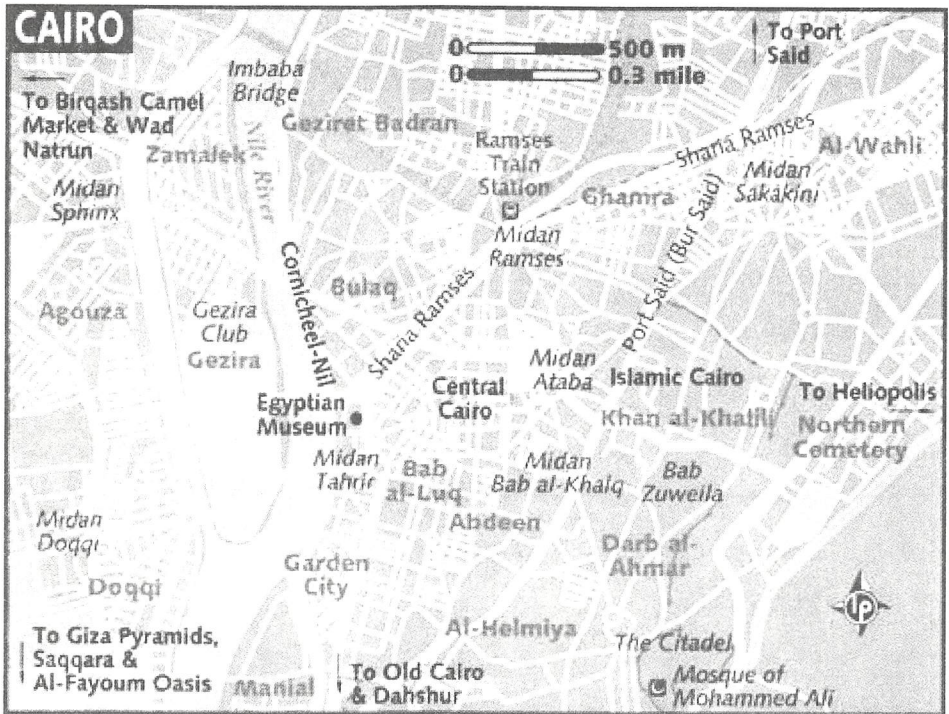 CAIRO
0 500 m
0 0.3 mile
To Port
Said
Imbaba
Bridge
To Birqash Camel
Market & Wad
Natrun
Geziret Badran
Zamalek
Nile River
Ramses
Train
Station
Sharia Ramses
Al-Wahli
Midan
Sphinx
Ghamra
Midan
Sakakini
Midan
Ramses
Port Said (Bur Said)
Cornicheel-Nil
Bulaq
Agouza
Gezira
Club
Gezira
Sharia Ramses
Midan
Ataba
Islamic Cairo
Central
Cairo
To Heliopolis
Egyptian
Museum
Khan al-Khalili
Northern
Cemetery
Midan
Tahrir
Bab
al-Luq
Midan
Bab al-Khalq
Bab
Zuweila
Abdeen
Midan
Doqqi
Darb al-
Ahmar
Garden
City
Doqqi
LP
Al-Helmiya
To Giza Pyramids,
Saqqara &
Al-Fayoum Oasis
The Citadel
Manial
To Old Cairo
& Dahshur
Mosque of
Mohammed Ali